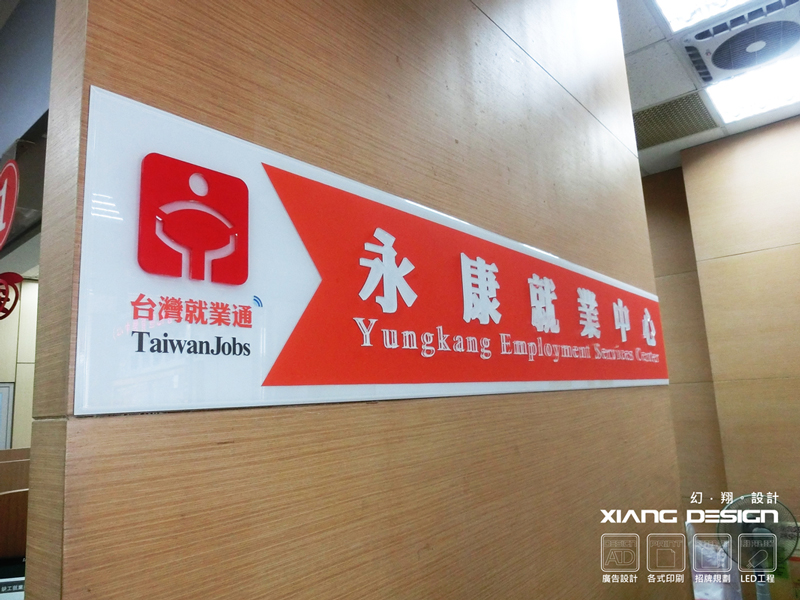 台灣就業通
TaiwanJobs
永康就業中心
Yungkang Employment Services Center
1
幻．翔．設計
XIANG DESIGN
AD
廣告設計 各式印刷 招牌規劃 LED工程